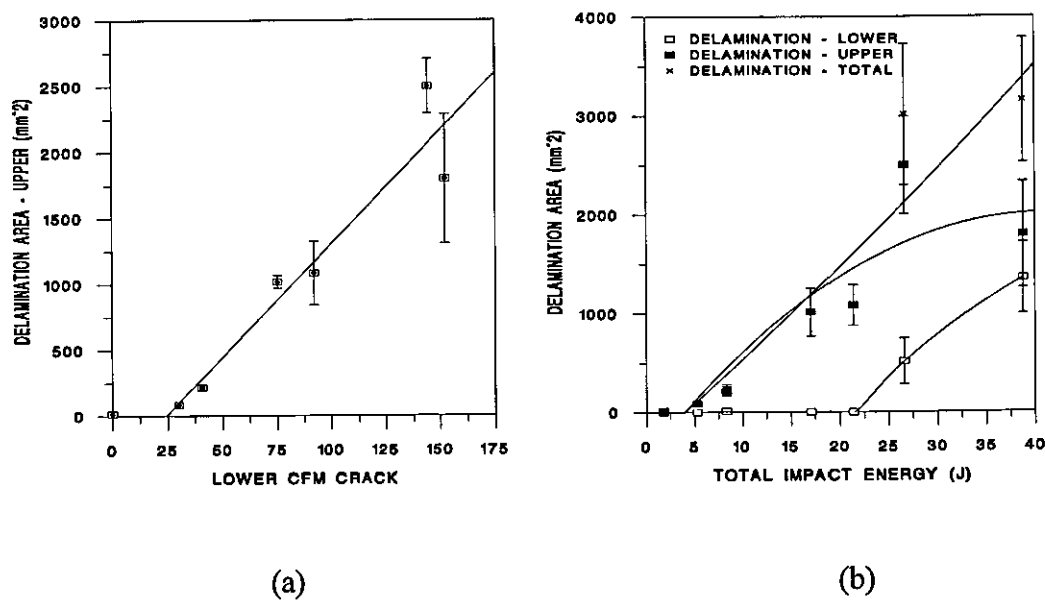 3000
2500
2000
1500
1000
500
0
DELAMINATION AREA - UPPER (mm^2)
0 25 50 75 100 125 150 175
LOWER CFM CRACK
(a)
4000
3000
2000
1000
0
DELAMINATION AREA (mm^2)
DELAMINATION - LOWER
DELAMINATION - UPPER
DELAMINATION - TOTAL
0 5 10 15 20 25 30 35 40
TOTAL IMPACT ENERGY (J)
(b)